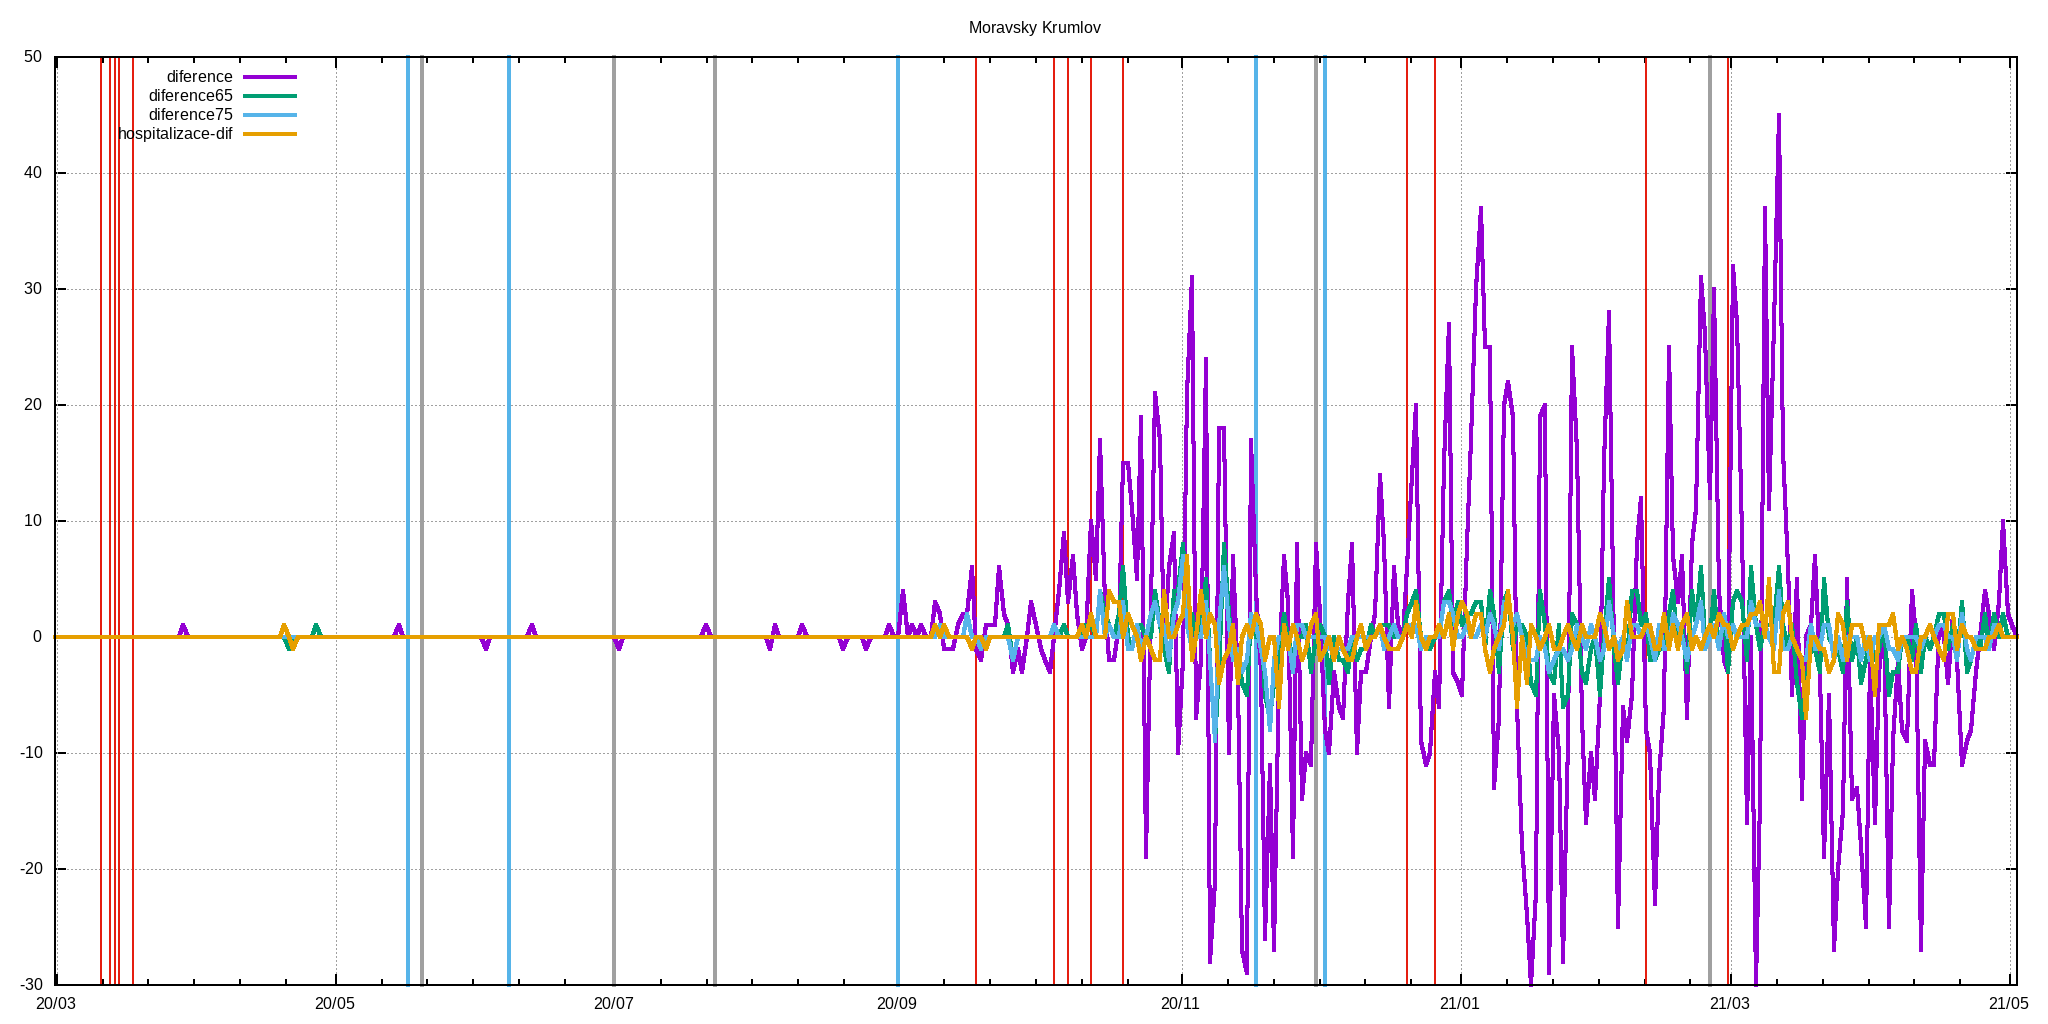 Moravsky Krumlov
50
diference
diference65
diference75
hospitalizace-dif
40
30
20
10
0
-10
-20
-30
20/03 20/05 20/07 20/09 20/11 21/01 21/03 21/05